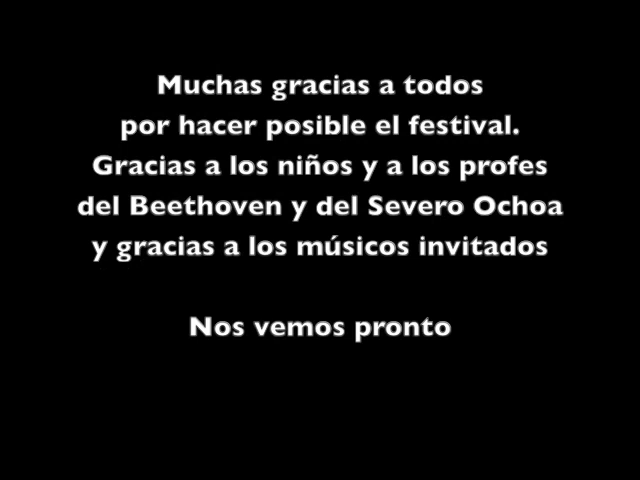 Muchas gracias a todos
por hacer posible el festival.
Gracias a los niños y a los profes
del Beethoven y del Severo Ochoa
y gracias a los músicos invitados
Nos vemos pronto